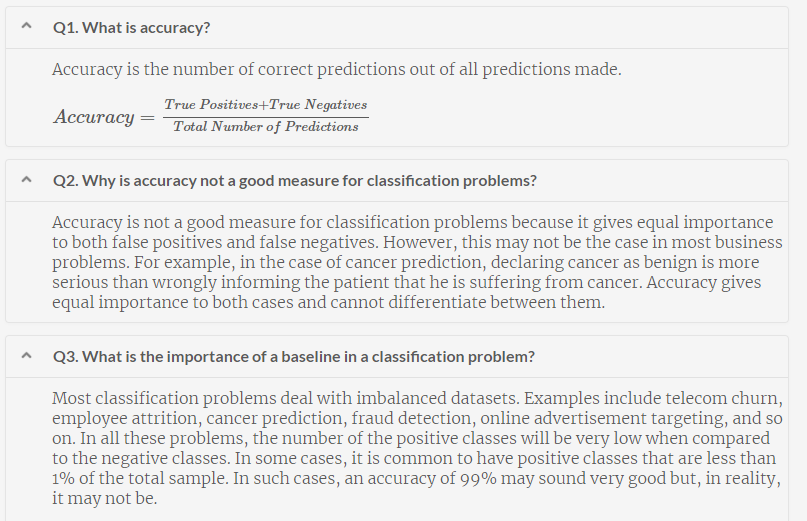 Q1. What is accuracy?
Accuracy is the number of correct predictions out of all predictions made.
Accuracy = True Positives+True Negatives / Total Number of Predictions
Q2. Why is accuracy not a good measure for classification problems?
Accuracy is not a good measure for classification problems because it gives equal importance
to both false positives and false negatives. However, this may not be the case in most business
problems. For example, in the case of cancer prediction, declaring cancer as benign is more
serious than wrongly informing the patient that he is suffering from cancer. Accuracy gives
equal importance to both cases and cannot differentiate between them.
Q3. What is the importance of a baseline in a classification problem?
Most classification problems deal with imbalanced datasets. Examples include telecom churn,
employee attrition, cancer prediction, fraud detection, online advertisement targeting, and so
on. In all these problems, the number of the positive classes will be very low when compared
to the negative classes. In some cases, it is common to have positive classes that are less than
1% of the total sample. In such cases, an accuracy of 99% may sound very good but, in reality,
it may not be.